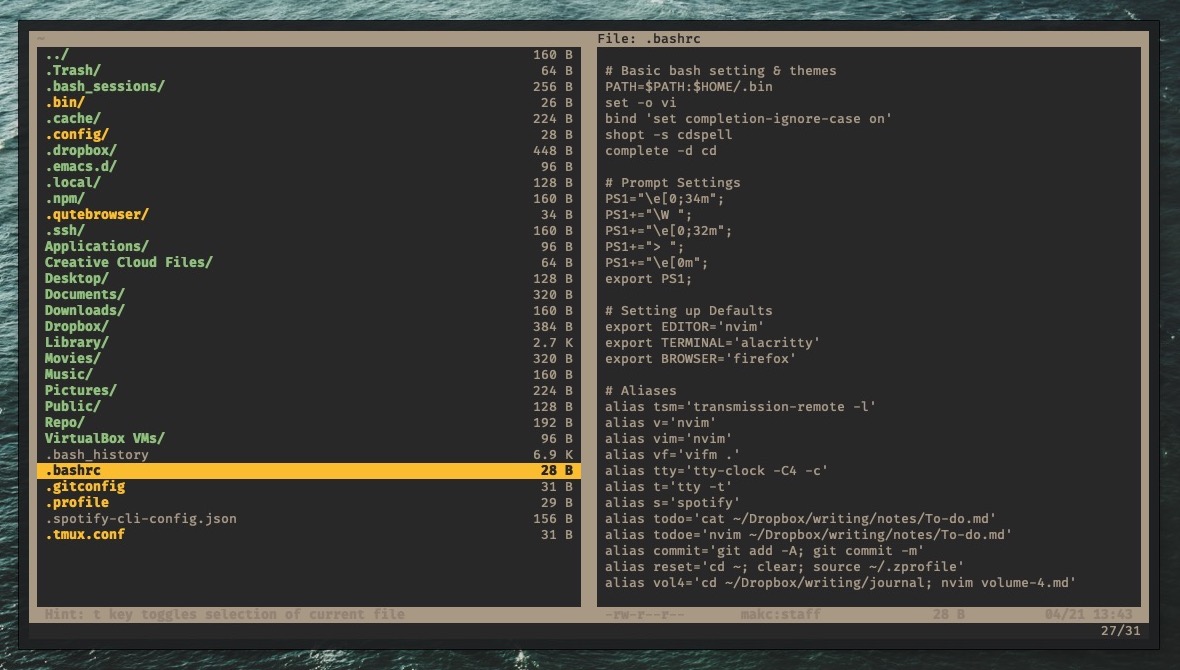 ~
../ 160 B
.Trash/ 64 B
.bash_sessions/ 256 B
.bin/ 26 B
.cache/ 224 B
.config/ 28 B
.dropbox/ 448 B
.emacs.d/ 96 B
.local/ 128 B
.npm/ 160 B
.qutebrowser/ 34 B
.ssh/ 160 B
Applications/ 96 B
Creative Cloud Files/ 64 B
Desktop/ 128 B
Documents/ 320 B
Downloads/ 160 B
Dropbox/ 384 B
Library/ 2.7 K
Movies/ 320 B
Music/ 160 B
Pictures/ 224 B
Public/ 128 B
Repo/ 192 B
VirtualBox VMs/ 96 B
.bash_history 6.9 K
.bashrc 28 B
.gitconfig 31 B
.profile 29 B
.spotify-cli-config.json 156 B
.tmux.conf 31 B
File: .bashrc
# Basic bash setting & themes
PATH=$PATH:$HOME/.bin
set -o vi
bind 'set completion-ignore-case on'
shopt -s cdspell
complete -d cd
# Prompt Settings
PS1="\e[0;34m";
PS1+="\W ";
PS1+="\e[0;32m";
PS1+="> ";
PS1+="\e[0m";
export PS1;
# Setting up Defaults
export EDITOR='nvim'
export TERMINAL='alacritty'
export BROWSER='firefox'
# Aliases
alias tsm='transmission-remote -l'
alias v='nvim'
alias vim='nvim'
alias vf='vifm .'
alias tty='tty-clock -C4 -c'
alias t='tty -t'
alias s='spotify'
alias todo='cat ~/Dropbox/writing/notes/To-do.md'
alias todoe='nvim ~/Dropbox/writing/notes/To-do.md'
alias commit='git add -A; git commit -m'
alias reset='cd ~; clear; source ~/.zprofile'
alias vol4='cd ~/Dropbox/writing/journal; nvim volume-4.md'
Hint: t key toggles selection of current file -rw-r--r-- makc:staff 28 B 04/21 13:43
27/31